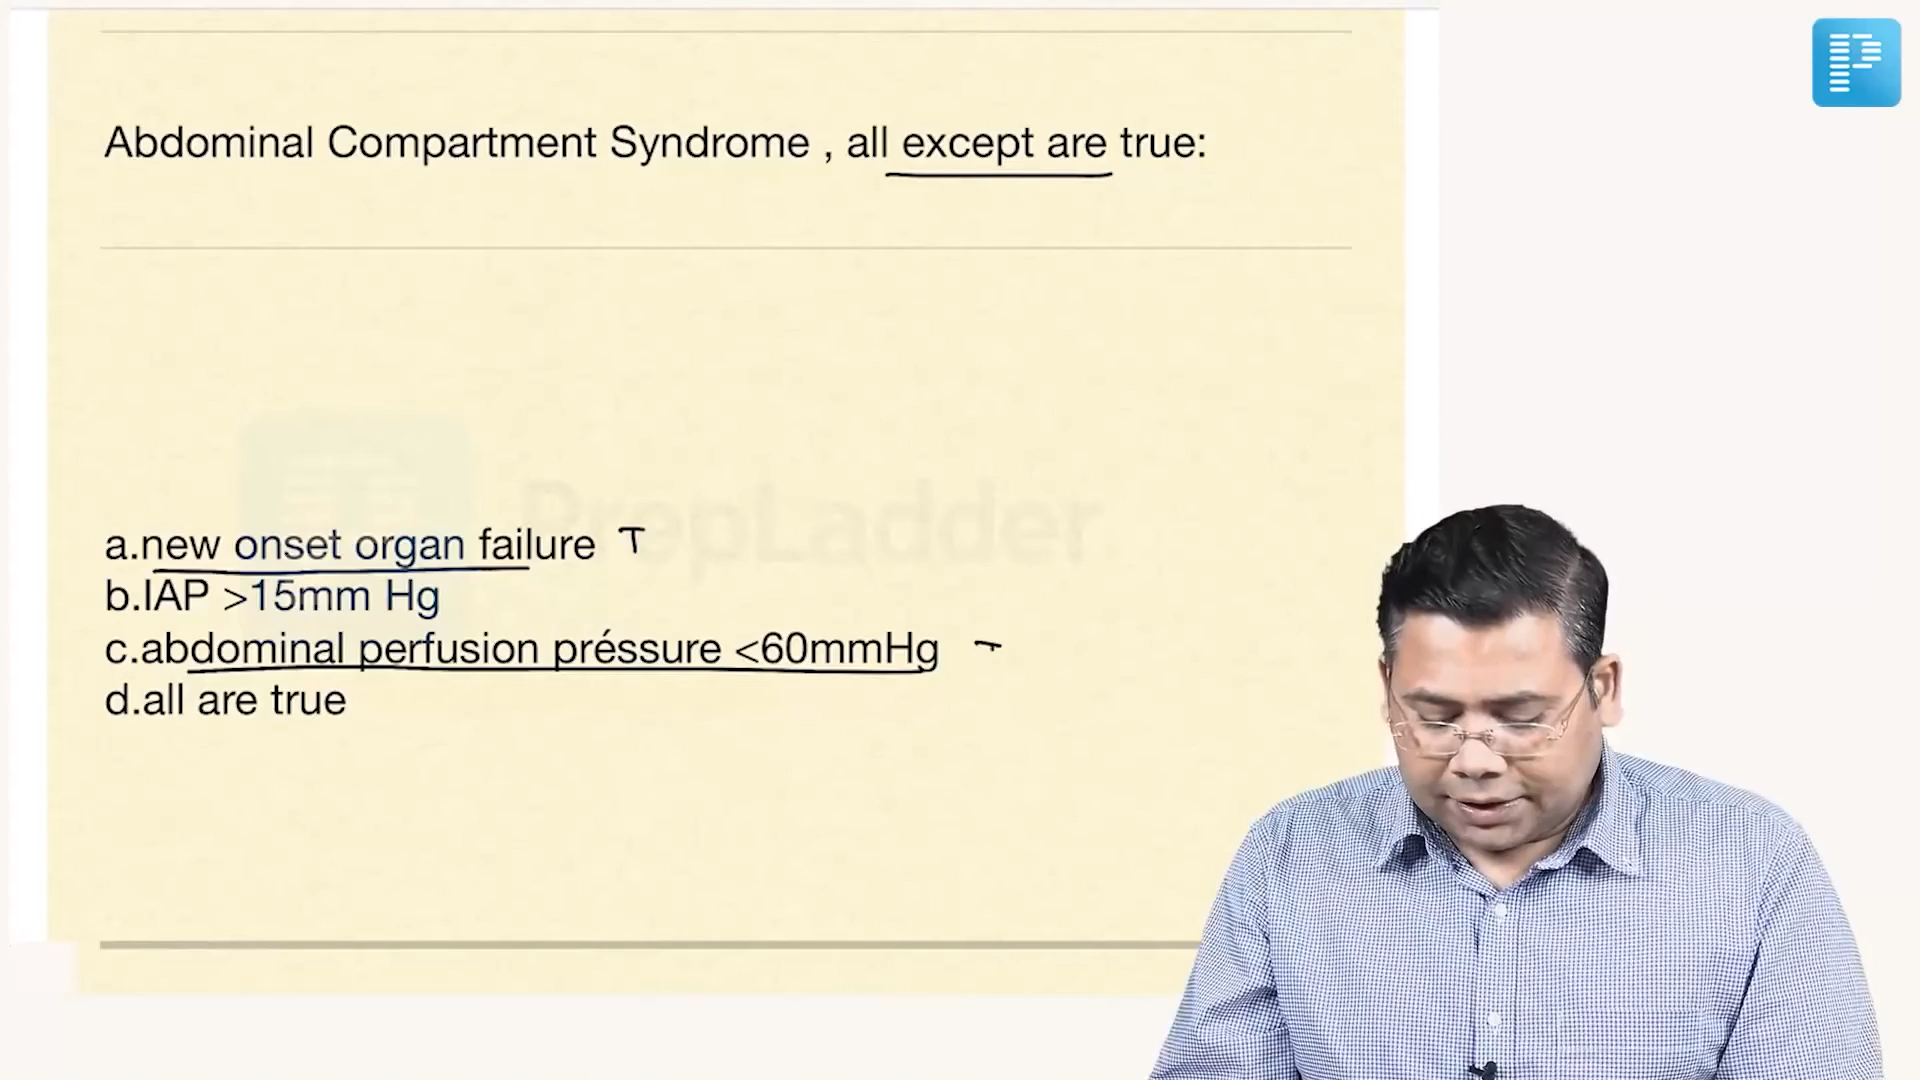 Abdominal Compartment Syndrome , all except are true:
PrepLadder
a.new onset organ failure T
b.IAP >15mm Hg
c.abdominal perfusion préssure <60mmHg
d.all are true